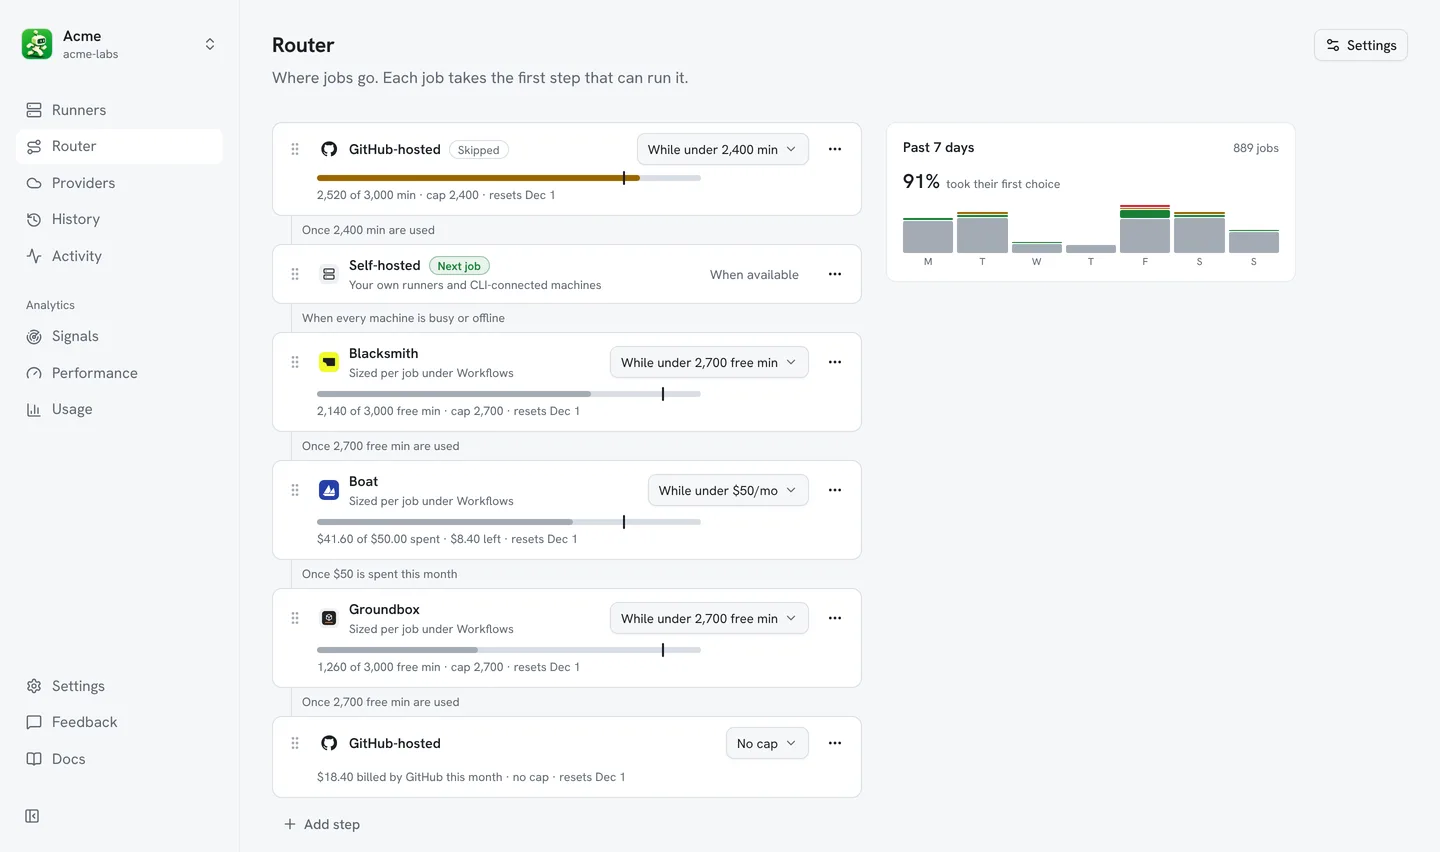 Acme
acme-labs
Runners
Router
Providers
History
Activity
Analytics
Signals
Performance
Usage
Settings
Feedback
Docs
Router
Where jobs go. Each job takes the first step that can run it.
Settings
GitHub-hosted Skipped While under 2,400 min
2,520 of 3,000 min · cap 2,400 · resets Dec 1
Once 2,400 min are used
Self-hosted Next job
Your own runners and CLI-connected machines
When available
When every machine is busy or offline
Blacksmith
Sized per job under Workflows
While under 2,700 free min
2,140 of 3,000 free min · cap 2,700 · resets Dec 1
Once 2,700 free min are used
Boat
Sized per job under Workflows
While under $50/mo
$41.60 of $50.00 spent · $8.40 left · resets Dec 1
Once $50 is spent this month
Groundbox
Sized per job under Workflows
While under 2,700 free min
1,260 of 3,000 free min · cap 2,700 · resets Dec 1
Once 2,700 free min are used
GitHub-hosted No cap
$18.40 billed by GitHub this month · no cap · resets Dec 1
Add step
Past 7 days 889 jobs
91% took their first choice
M T W T F S S